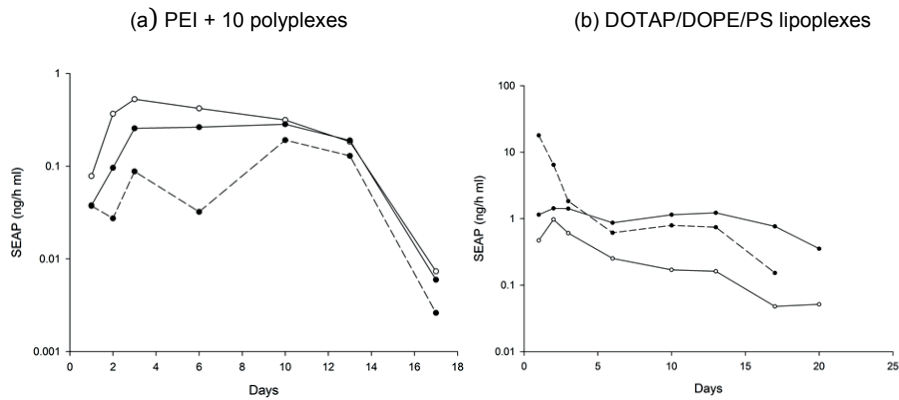 (a) PEI + 10 polyplexes
(b) DOTAP/DOPE/PS lipoplexes
SEAP (ng/h ml)
1
0.1
0.01
0.001
0 2 4 6 8 10 12 14 16 18
Days
SEAP (ng/h ml)
100
10
1
0.1
0.01
0 5 10 15 20 25
Days